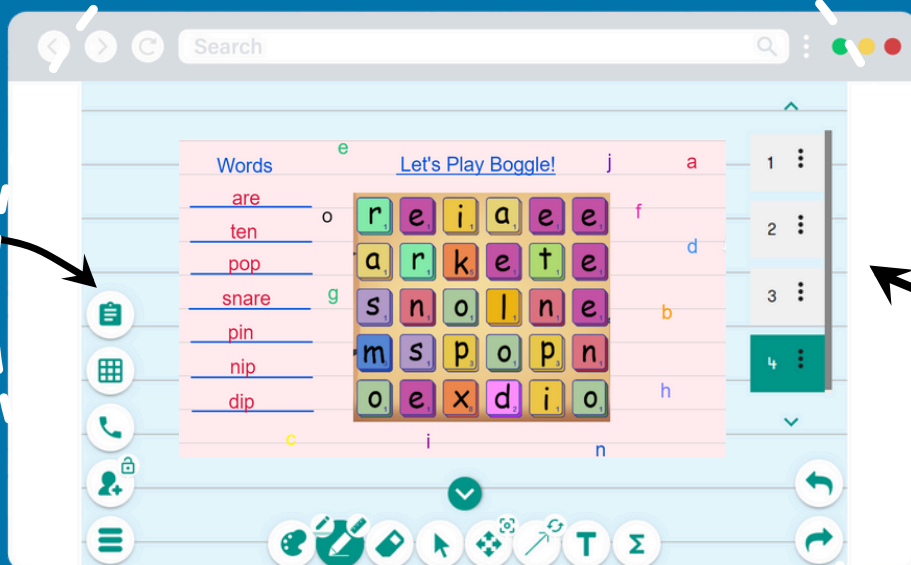 Search
Words
Let's Play Boggle!
e
j
a
are
o
f
ten
d
pop
snare
g
b
pin
nip
h
dip
c
i
n
r e i a e e
a r k e t e
s n o l n e
m s p o p n
o e x d i o
1
2
3
4
T
Σ